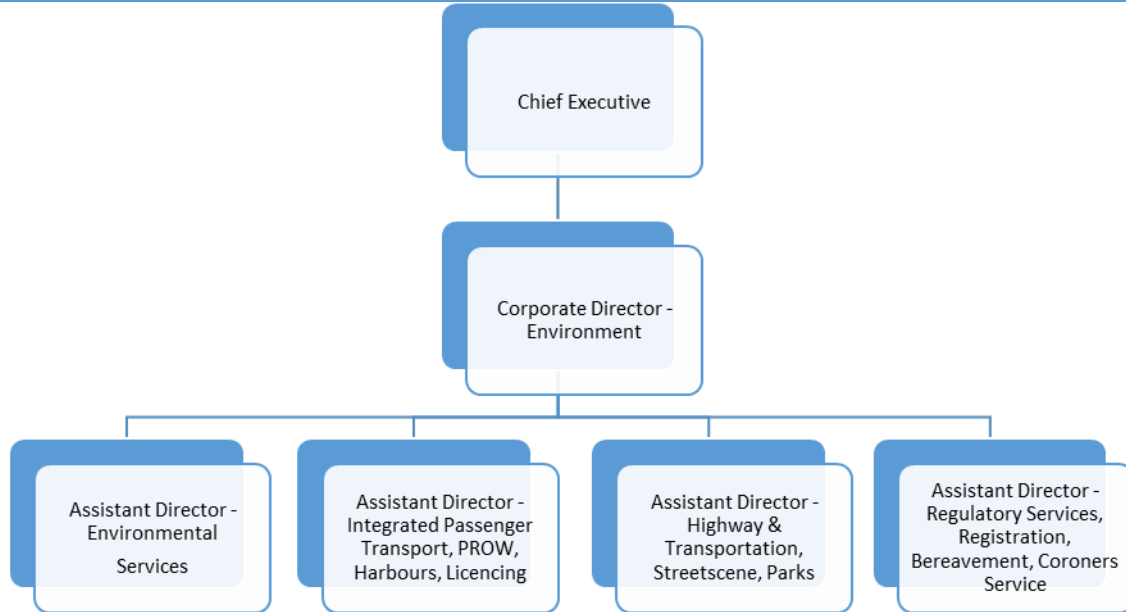 Chief Executive
Corporate Director -
Environment
Assistant Director -
Environmental
Services
Assistant Director -
Integrated Passenger
Transport, PROW,
Harbours, Licencing
Assistant Director -
Highway &
Transportation,
Streetscene, Parks
Assistant Director -
Regulatory Services,
Registration,
Bereavement, Coroners
Service